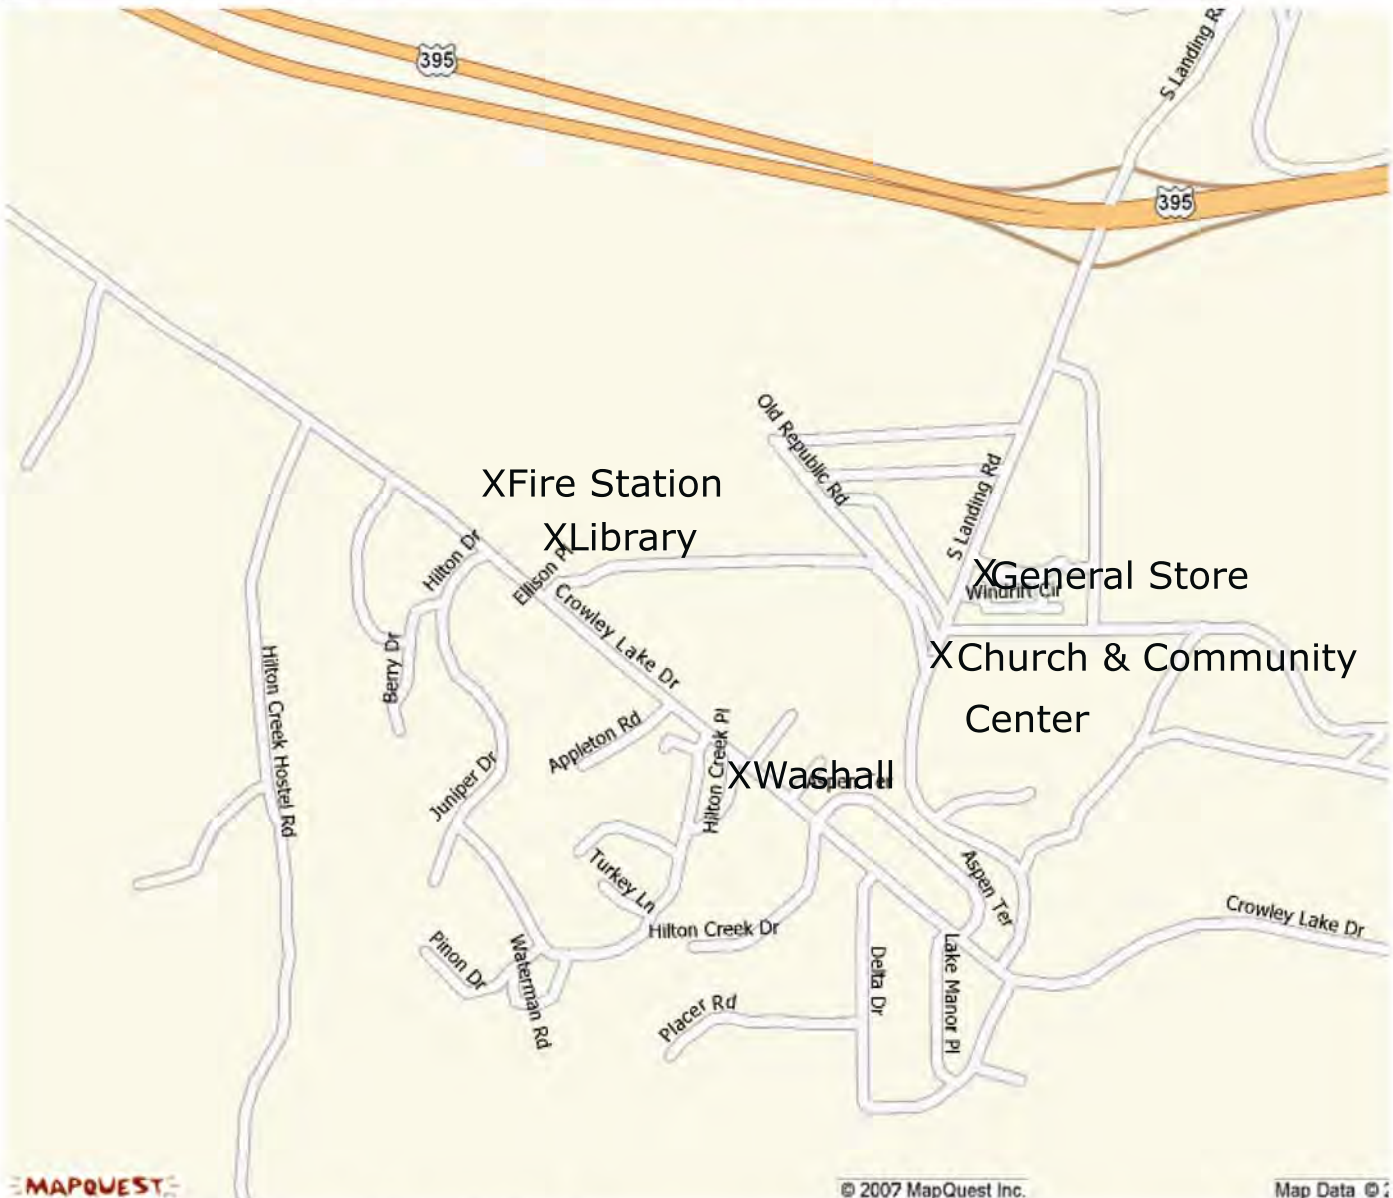 S Landing Rd
395
395
Old Republic Rd
XFire Station
S Landing Rd
XLibrary
Hilton Dr
Ellison Pl
XGeneral Store
Windrift Cir
Crowley Lake Dr
Berry Dr
XChurch & Community
Center
Hilton Creek Hostel Rd
Appleton Rd
Hilton Creek Pl
Juniper Dr
XWashall
Aspen Ter
Turkey Ln
Aspen Ter
Hilton Creek Dr
Crowley Lake Dr
Pinon Dr
Waterman Rd
Delta Dr
Lake Manor Pl
Placer Rd
MAPQUEST
© 2007 MapQuest Inc.
Map Data ©